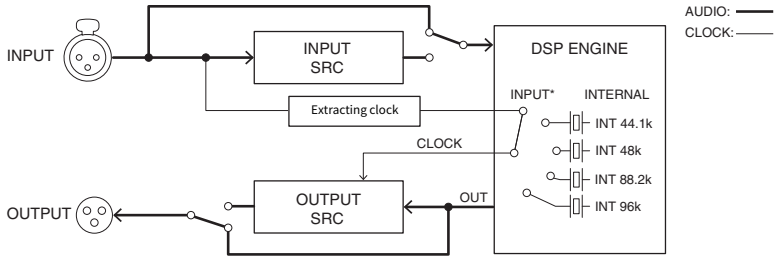 AUDIO:
CLOCK:
INPUT
INPUT
SRC
DSP ENGINE
Extracting clock
INPUT*
INTERNAL
INT 44.1k
INT 48k
INT 88.2k
INT 96k
CLOCK
OUTPUT
OUTPUT
SRC
OUT